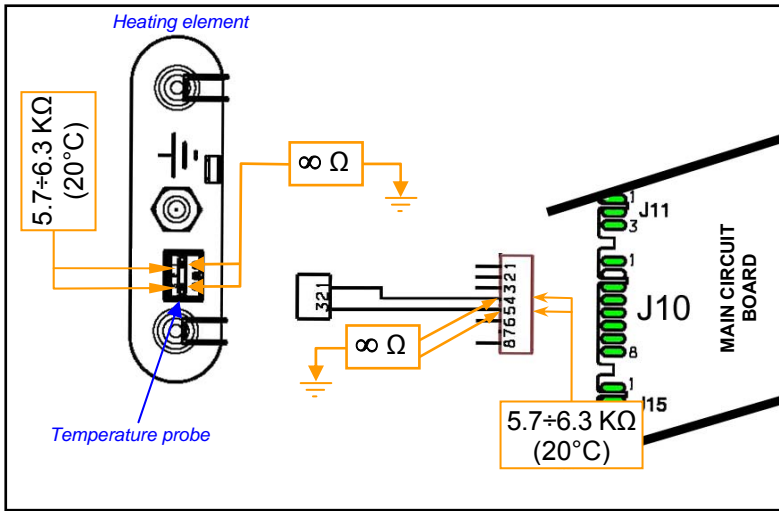 Heating element
5.7÷6.3 KΩ
(20°C)
∞ Ω
1
J11
3
321
87654321
1
J10
8
MAIN CIRCUIT
BOARD
∞ Ω
1
J15
5.7÷6.3 KΩ
(20°C)
Temperature probe